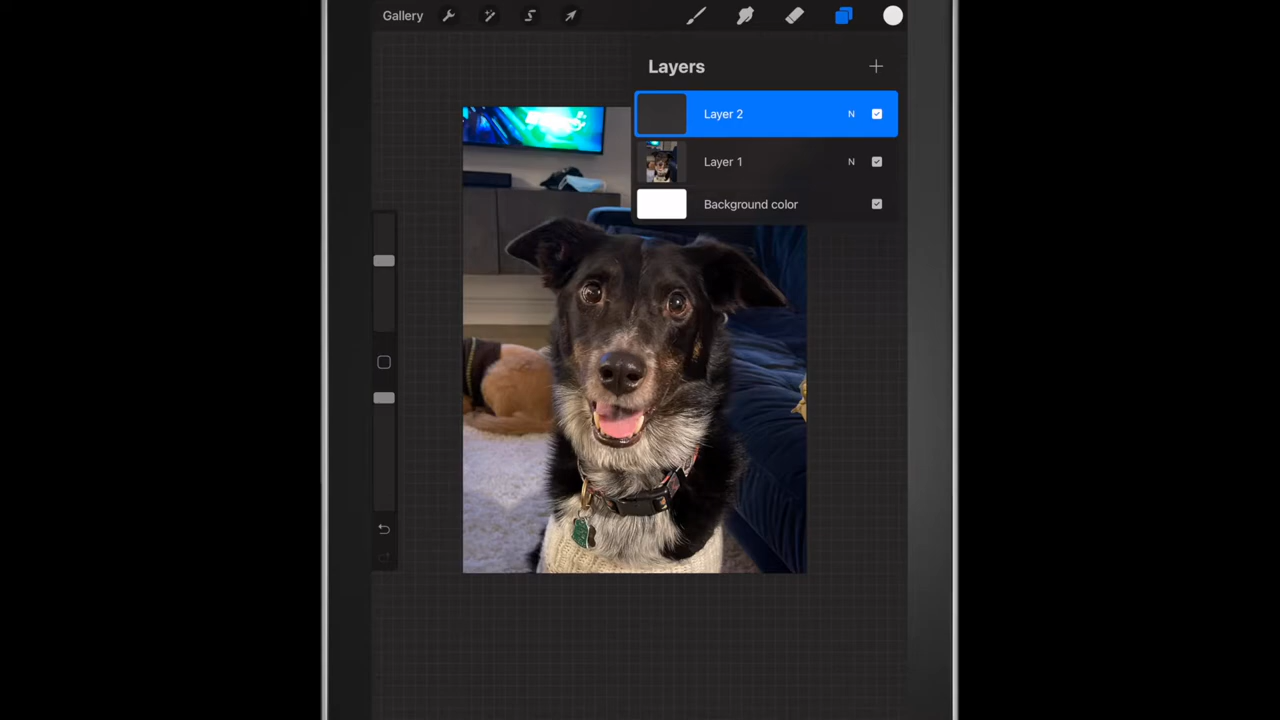 Gallery
Layers
Layer 2 N
Layer 1 N
Background color